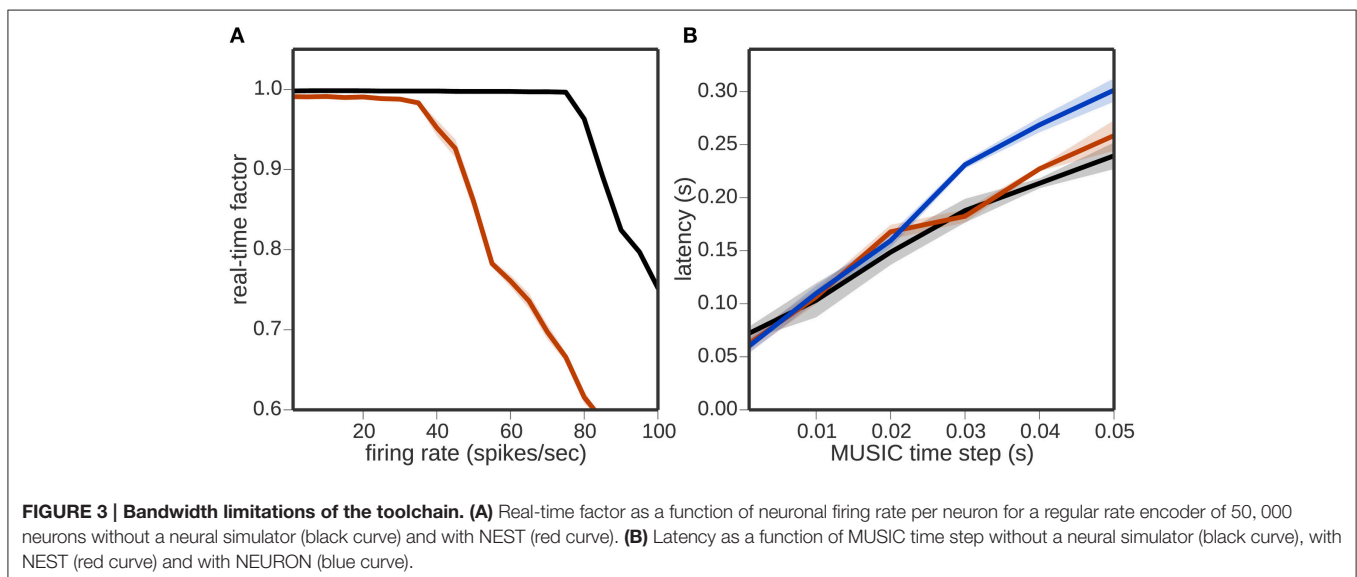 A
B
1.0
0.9
0.8
0.7
0.6
real-time factor
20
40
60
80
100
firing rate (spikes/sec)
0.30
0.25
0.20
0.15
0.10
0.05
0.00
latency (s)
0.01
0.02
0.03
0.04
0.05
MUSIC time step (s)
FIGURE 3 | Bandwidth limitations of the toolchain. (A) Real-time factor as a function of neuronal firing rate per neuron for a regular rate encoder of 50, 000
neurons without a neural simulator (black curve) and with NEST (red curve). (B) Latency as a function of MUSIC time step without a neural simulator (black curve), with
NEST (red curve) and with NEURON (blue curve).